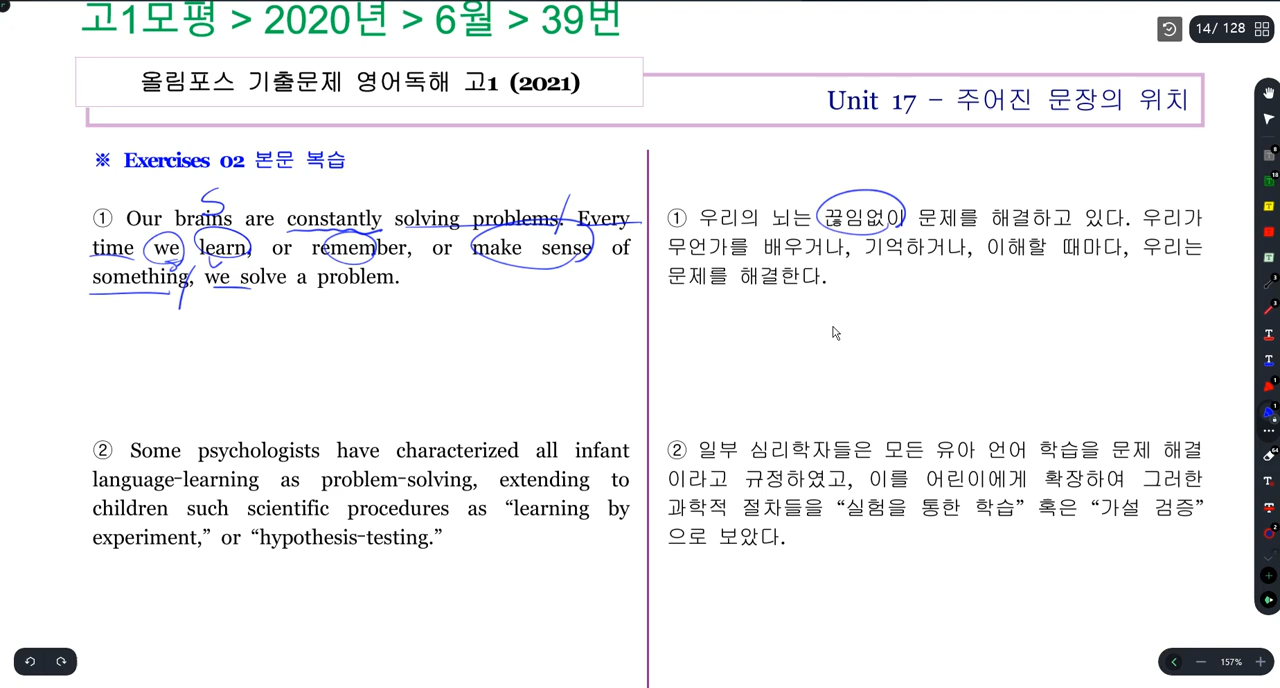 고1모평 > 2020년 > 6월 > 39번
14/ 128
올림포스 기출문제 영어독해 고1 (2021)
Unit 17 – 주어진 문장의 위치
※ Exercises 02 본문 복습
① Our brains are constantly solving problems. Every
time we learn, or remember, or make sense of
something, we solve a problem.
① 우리의 뇌는 끊임없이 문제를 해결하고 있다. 우리가
무언가를 배우거나, 기억하거나, 이해할 때마다, 우리는
문제를 해결한다.
② Some psychologists have characterized all infant
language-learning as problem-solving, extending to
children such scientific procedures as “learning by
experiment,” or “hypothesis-testing.”
② 일부 심리학자들은 모든 유아 언어 학습을 문제 해결
이라고 규정하였고, 이를 어린이에게 확장하여 그러한
과학적 절차들을 “실험을 통한 학습” 혹은 “가설 검증”
으로 보았다.
157%